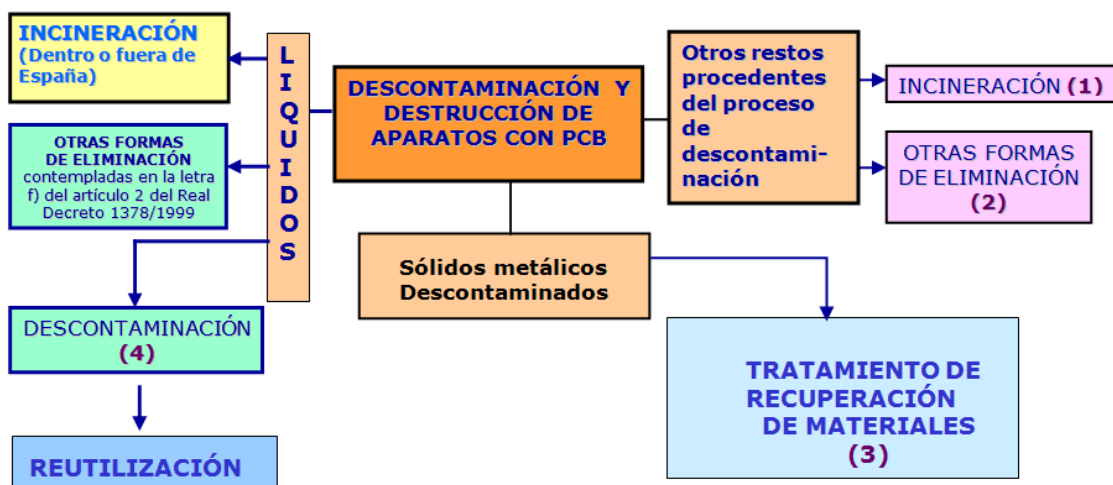 INCINERACIÓN
(Dentro o fuera de
España)
OTRAS FORMAS
DE ELIMINACIÓN
contempladas en la letra
f) del artículo 2 del Real
Decreto 1378/1999
DESCONTAMINACIÓN
(4)
REUTILIZACIÓN
L
I
Q
U
I
D
O
S
DESCONTAMINACIÓN Y
DESTRUCCIÓN DE
APARATOS CON PCB
Sólidos metálicos
Descontaminados
Otros restos
procedentes
del proceso
de
descontami-
nación
INCINERACIÓN (1)
OTRAS FORMAS
DE ELIMINACIÓN
(2)
TRATAMIENTO DE
RECUPERACIÓN
DE MATERIALES
(3)